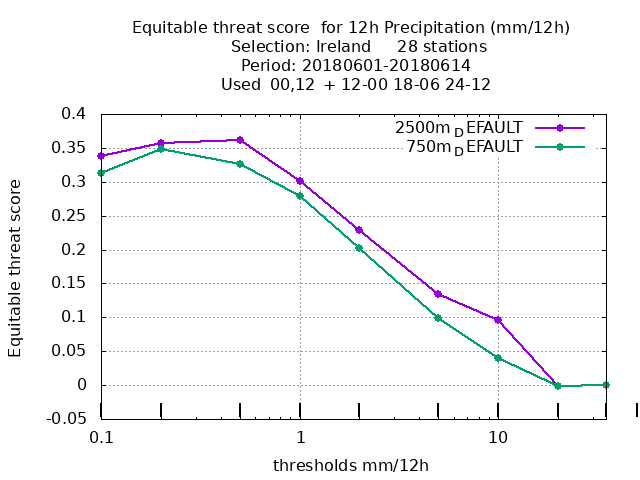 Equitable threat score  for 12h Precipitation (mm/12h)
Selection: Ireland     28 stations
Period: 20180601-20180614
Used  00,12  + 12-00 18-06 24-12
0.4
2500m_DEFAULT
750m_DEFAULT
0.35
0.3
0.25
0.2
0.15
0.1
0.05
0
-0.05
Equitable threat score
0.1 1 10
thresholds mm/12h